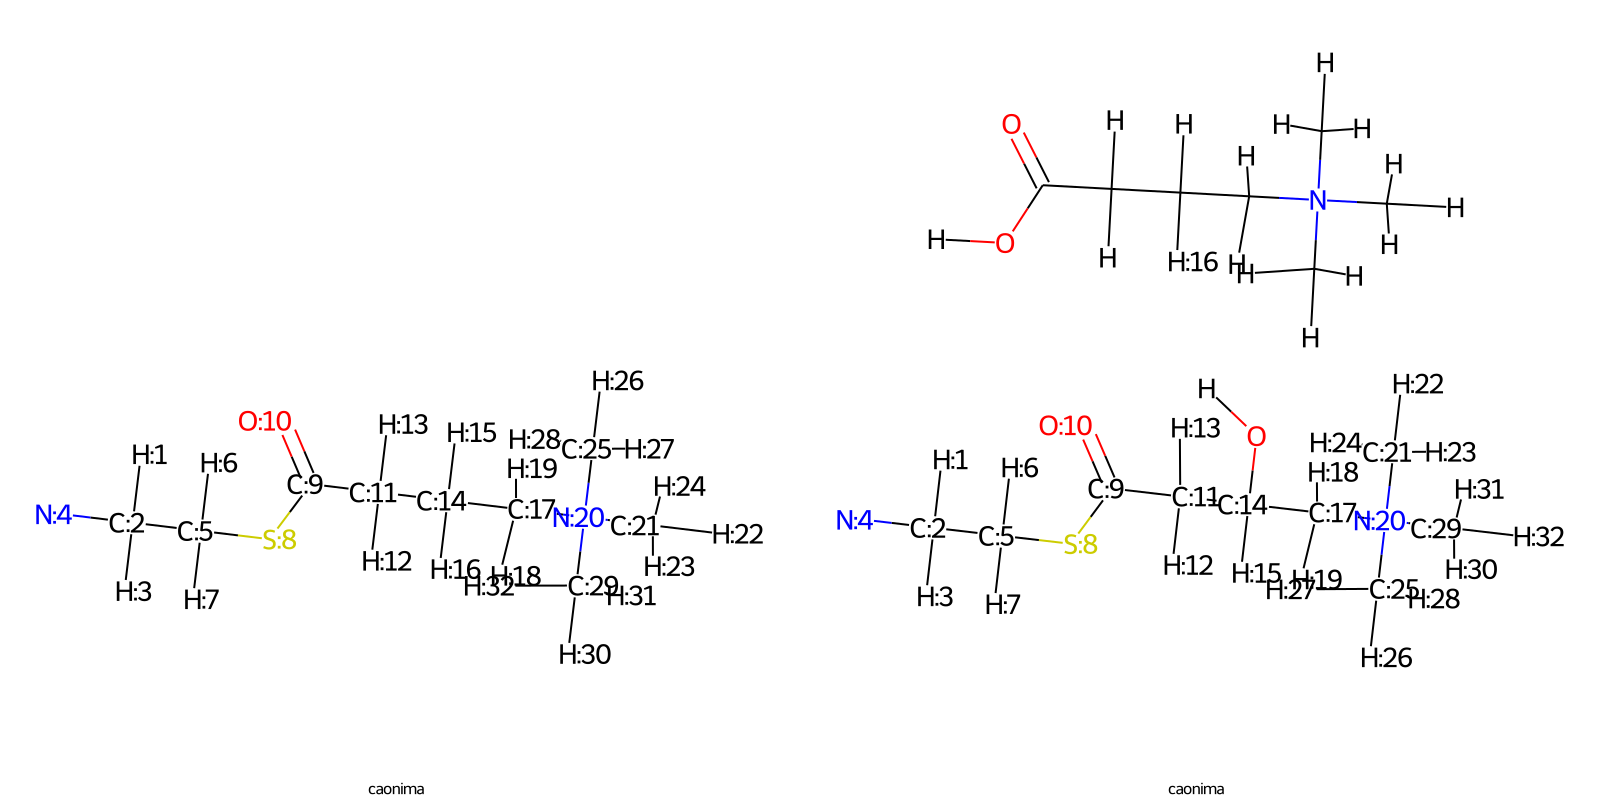 H
O H H H H H
H H
N H
H O H H H H:16 H H H
H
H:26 H H:22
O:10 H:13 H:15 H:28 C:25 H:27 O:10 H:13 O H:24 C:21 H:23
H:1 H:6 H:19 H:1 H:6 H:18
C:9 C:11 C:14 H:24 C:9 C:11 C:14 H:31
N:4 C:2 C:5 S:8 C:17 N:20 C:21 H:22 N:4 C:2 C:5 S:8 C:17 N:20 C:29 H:32
H:12 H:16 H:18 H:23 H:12 H:15 H:19 H:30
H:3 H:7 H:32 C:29 H:31 H:3 H:7 H:27 C:25 H:28
H:30 H:26
caonima caonima